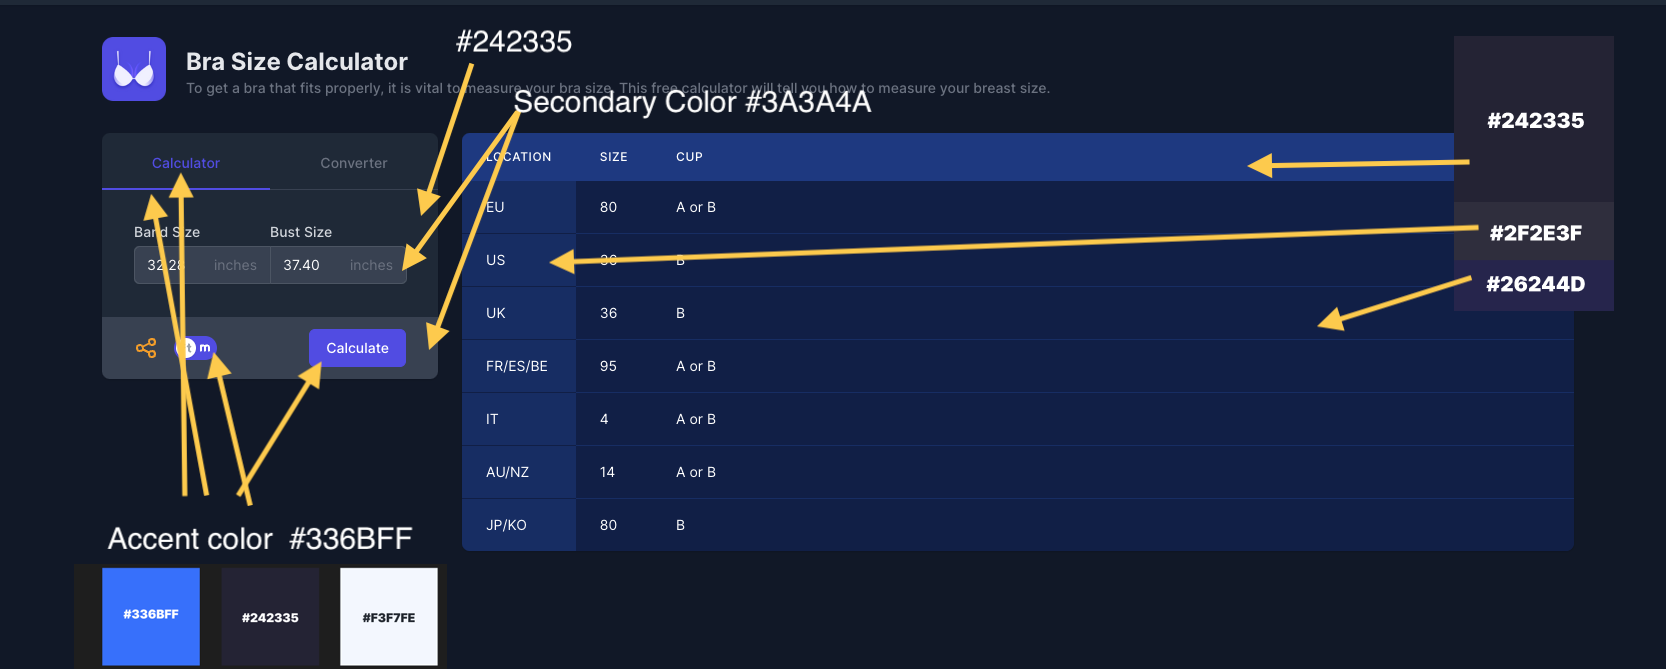 #242335
Bra Size Calculator
To get a bra that fits properly, it is vital to measure your bra size. This free calculator will tell you how to measure your breast size.
Secondary Color #3A3A4A
#242335
#2F2E3F
#26244D
Calculator Converter
Band Size Bust Size
32.28 inches 37.40 inches
t m Calculate
LOCATION SIZE CUP
EU 80 A or B
US 36 B
UK 36 B
FR/ES/BE 95 A or B
IT 4 A or B
AU/NZ 14 A or B
JP/KO 80 B
Accent color #336BFF
#336BFF #242335 #F3F7FE